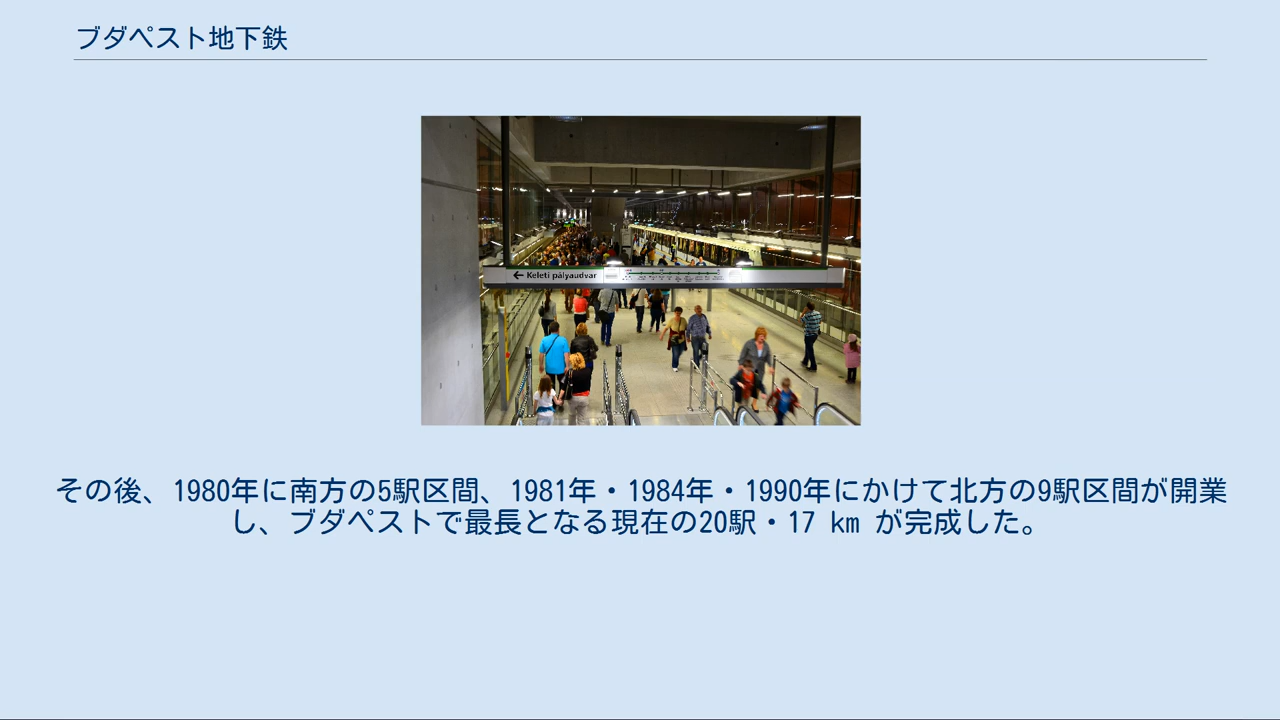 ブダペスト地下鉄
← Keleti pályaudvar
その後、1980年に南方の5駅区間、1981年・1984年・1990年にかけて北方の9駅区間が開業
し、ブダペストで最長となる現在の20駅・17 km が完成した。